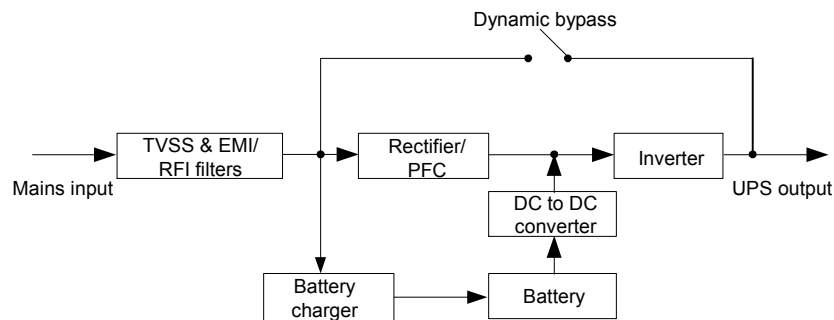 Dynamic bypass
TVSS & EMI/
RFI filters
Rectifier/
PFC
Inverter
Mains input
UPS output
DC to DC
converter
Battery
charger
Battery